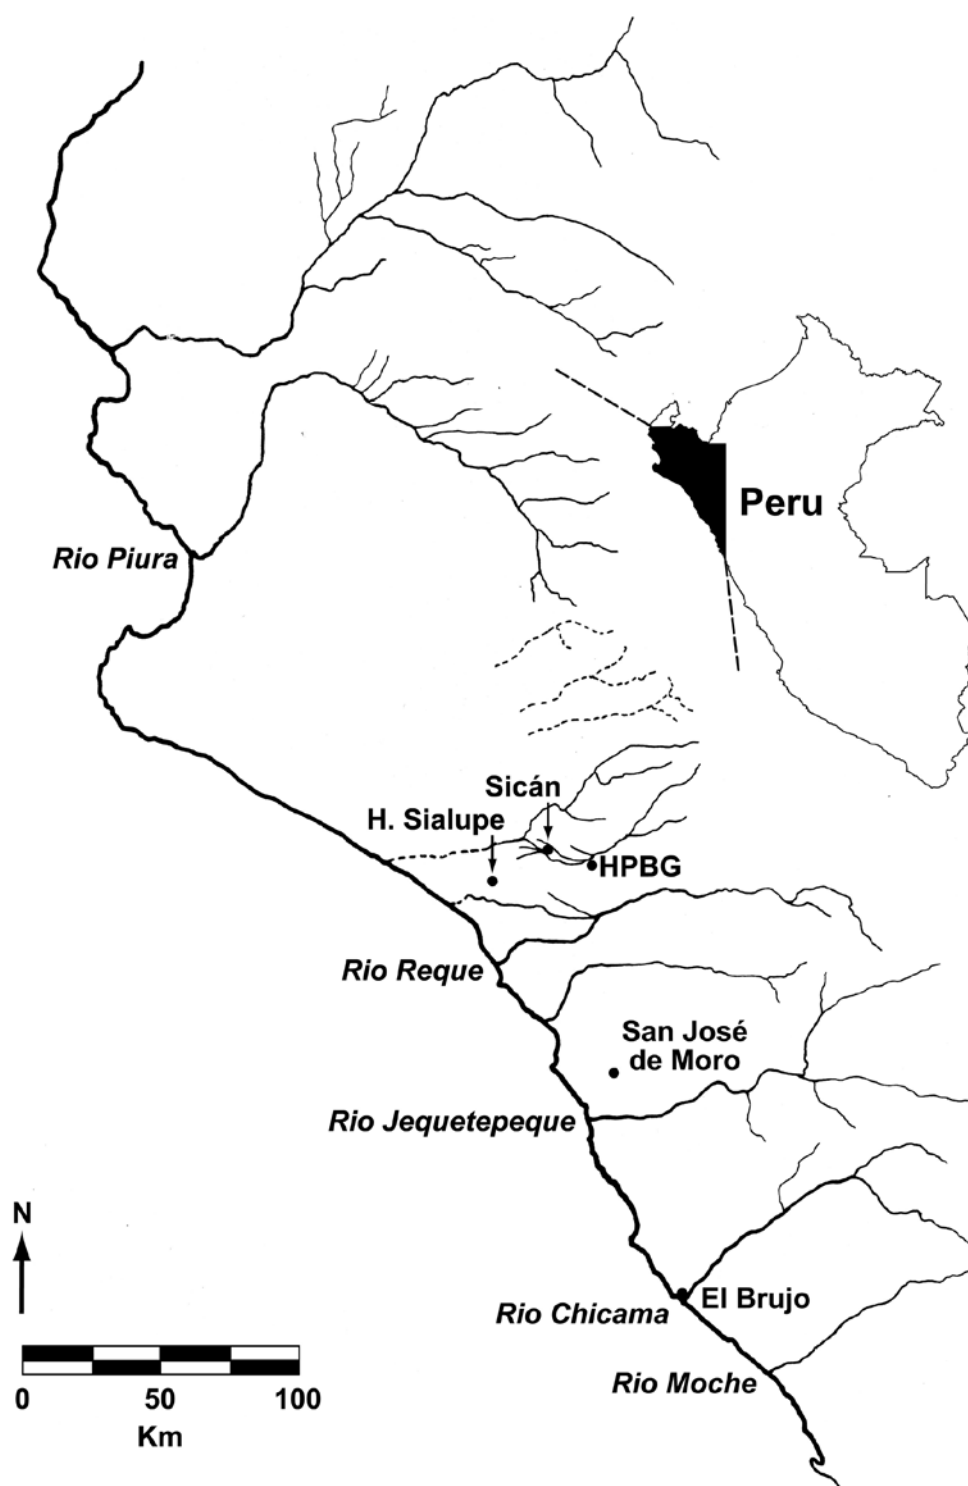 Peru
Rio Piura
Sicán
H. Sialupe
HPBG
Rio Reque
San José
de Moro
Rio Jequetepeque
N
El Brujo
Rio Chicama
Rio Moche
0 50 100
Km